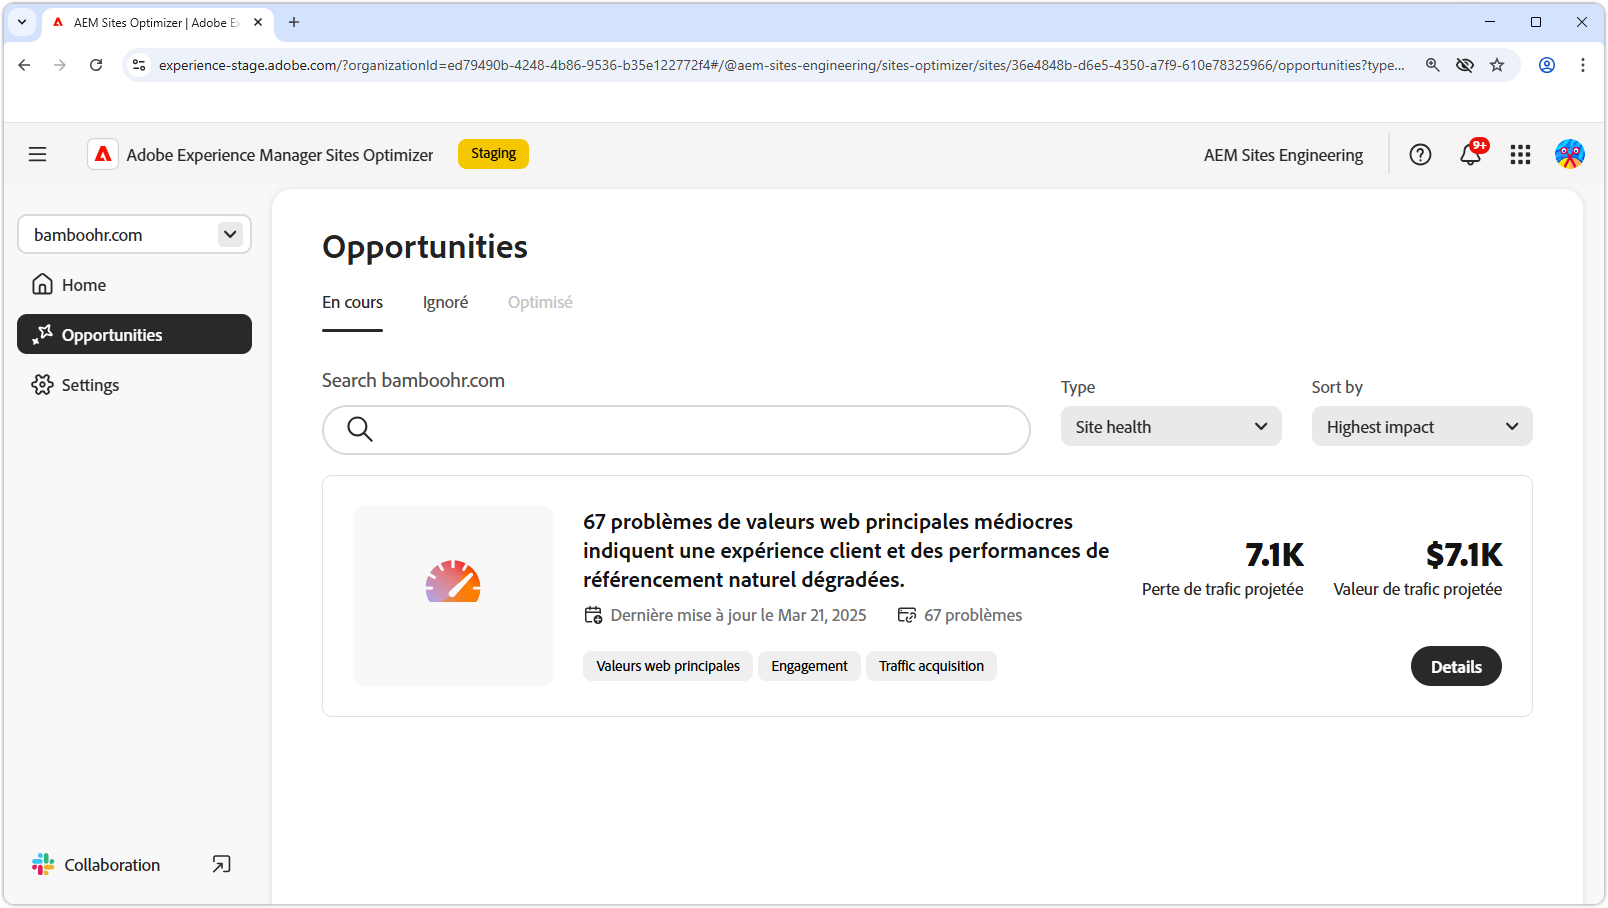 AEM Sites Optimizer | Adobe E
experience-stage.adobe.com/?organizationId=ed79490b-4248-4b86-9536-b35e122772f4#/@aem-sites-engineering/sites-optimizer/sites/36e4848b-d6e5-4350-a7f9-610e78325966/opportunities?type...
Adobe Experience Manager Sites Optimizer
Staging
AEM Sites Engineering
9+
bamboohr.com
Home
Opportunities
Settings
Collaboration
Opportunities
En cours
Ignoré
Optimisé
Search bamboohr.com
Type
Site health
Sort by
Highest impact
67 problèmes de valeurs web principales médiocres
indiquent une expérience client et des performances de
référencement naturel dégradées.
Dernière mise à jour le Mar 21, 2025
67 problèmes
Valeurs web principales
Engagement
Traffic acquisition
7.1K
Perte de trafic projetée
$7.1K
Valeur de trafic projetée
Details